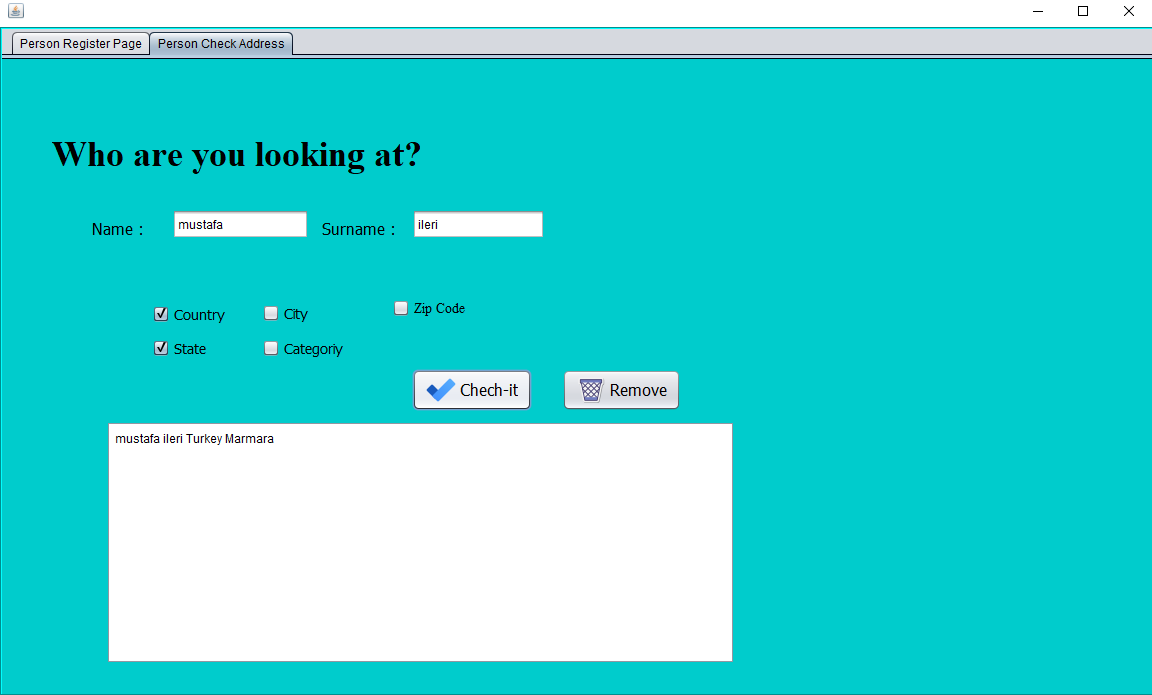 Person Register Page Person Check Address
Who are you looking at?
Name : mustafa Surname : ileri
Country City Zip Code
State Categoriy
Chech-it Remove
mustafa ileri Turkey Marmara